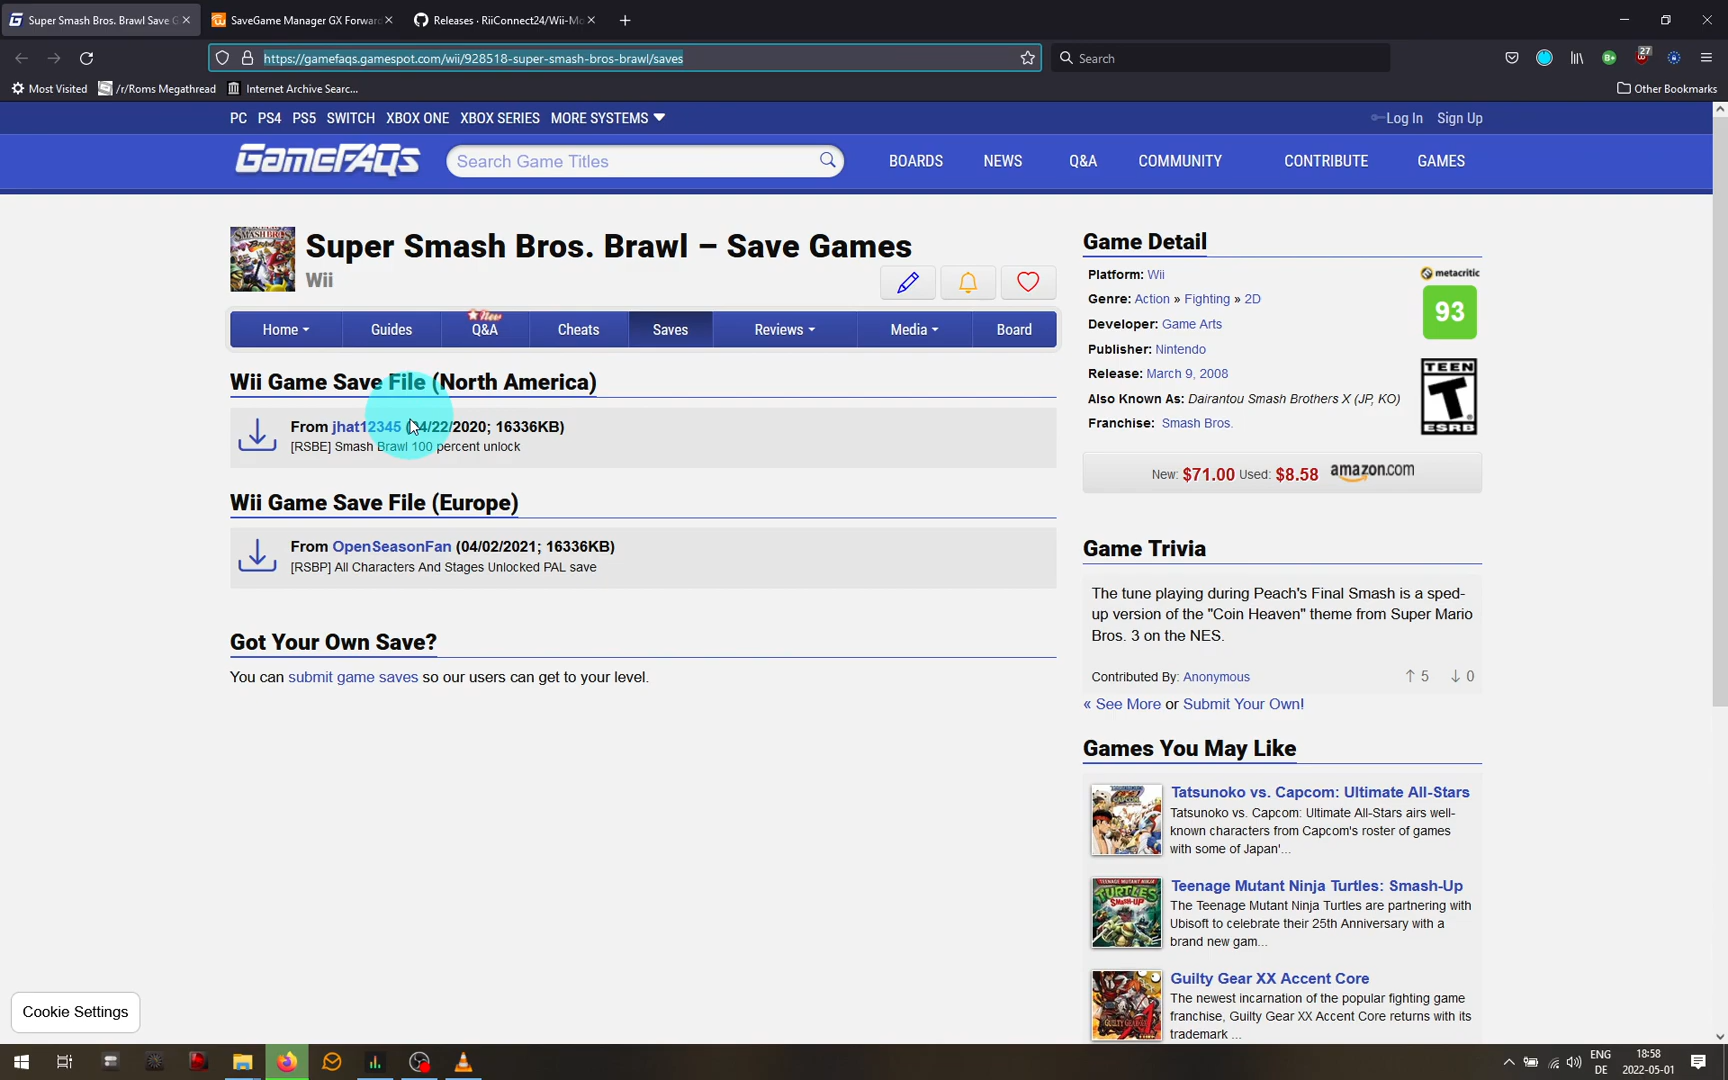 Super Smash Bros. Brawl Save G
SaveGame Manager GX Forward
Releases · RiiConnect24/Wii-Mo
https://gamefaqs.gamespot.com/wii/928518-super-smash-bros-brawl/saves
Search
27
Most Visited
/r/Roms Megathread
Internet Archive Searc...
Other Bookmarks
PC PS4 PS5 SWITCH XBOX ONE XBOX SERIES MORE SYSTEMS
Log In Sign Up
GameFAQs
Search Game Titles
BOARDS NEWS Q&A COMMUNITY CONTRIBUTE GAMES
Super Smash Bros. Brawl – Save Games
Wii
Home Guides Q&A Cheats Saves Reviews Media Board
New
Wii Game Save File (North America)
From jhat12345 (04/22/2020; 16336KB)
[RSBE] Smash Brawl 100 percent unlock
Wii Game Save File (Europe)
From OpenSeasonFan (04/02/2021; 16336KB)
[RSBP] All Characters And Stages Unlocked PAL save
Got Your Own Save?
You can submit game saves so our users can get to your level.
Game Detail
Platform: Wii
Genre: Action » Fighting » 2D
Developer: Game Arts
Publisher: Nintendo
Release: March 9, 2008
Also Known As: Dairantou Smash Brothers X (JP, KO)
Franchise: Smash Bros.
metacritic
93
TEEN
T
ESRB
New: $71.00 Used: $8.58 amazon.com
Game Trivia
The tune playing during Peach's Final Smash is a sped-
up version of the "Coin Heaven" theme from Super Mario
Bros. 3 on the NES.
Contributed By: Anonymous
↑ 5 ↓ 0
« See More or Submit Your Own!
Games You May Like
Tatsunoko vs. Capcom: Ultimate All-Stars
Tatsunoko vs. Capcom: Ultimate All-Stars airs well-
known characters from Capcom's roster of games
with some of Japan'...
Teenage Mutant Ninja Turtles: Smash-Up
The Teenage Mutant Ninja Turtles are partnering with
Ubisoft to celebrate their 25th Anniversary with a
brand new gam...
Guilty Gear XX Accent Core
The newest incarnation of the popular fighting game
franchise, Guilty Gear XX Accent Core returns with its
trademark ...
Cookie Settings
ENG
DE
18:58
2022-05-01